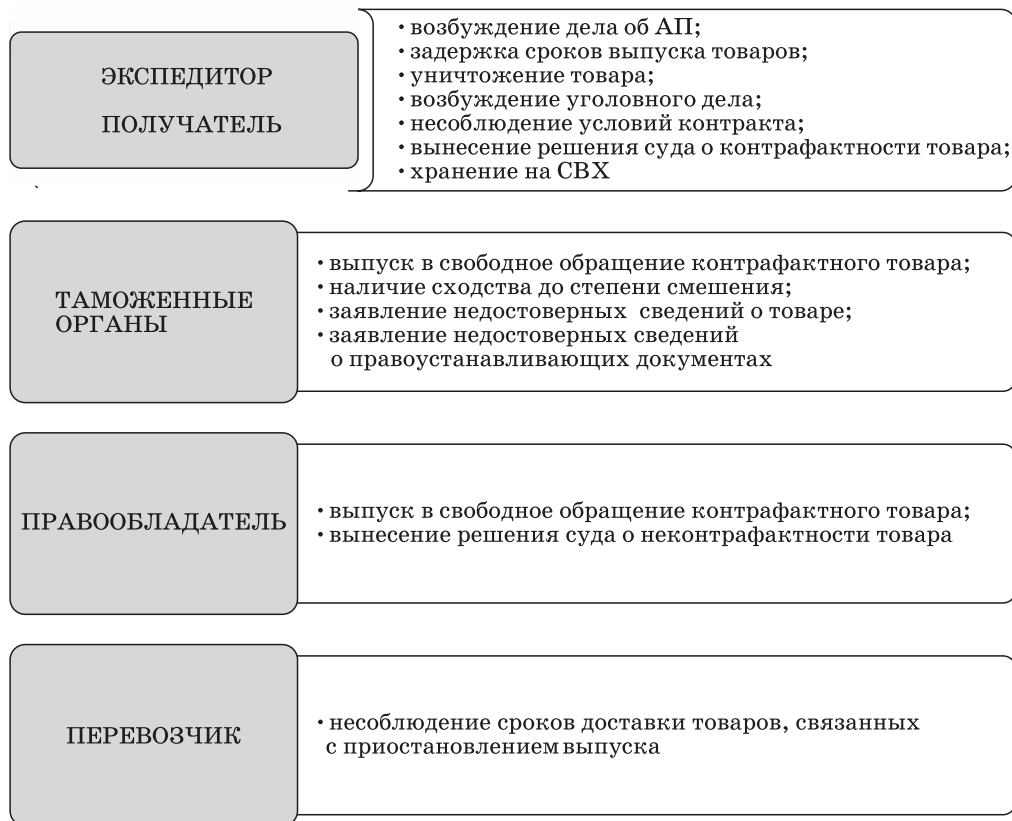 ЭКСПЕДИТОР
ПОЛУЧАТЕЛЬ
• возбуждение дела об АП;
• задержка сроков выпуска товаров;
• уничтожение товара;
• возбуждение уголовного дела;
• несоблюдение условий контракта;
• вынесение решения суда о контрафактности товара;
• хранение на СВХ
ТАМОЖЕННЫЕ
ОРГАНЫ
• выпуск в свободное обращение контрафактного товара;
• наличие сходства до степени смешения;
• заявление недостоверных сведений о товаре;
• заявление недостоверных сведений
о правоустанавливающих документах
ПРАВООБЛАДАТЕЛЬ
• выпуск в свободное обращение контрафактного товара;
• вынесение решения суда о неконтрафактности товара
ПЕРЕВОЗЧИК
• несоблюдение сроков доставки товаров, связанных
с приостановлением выпуска